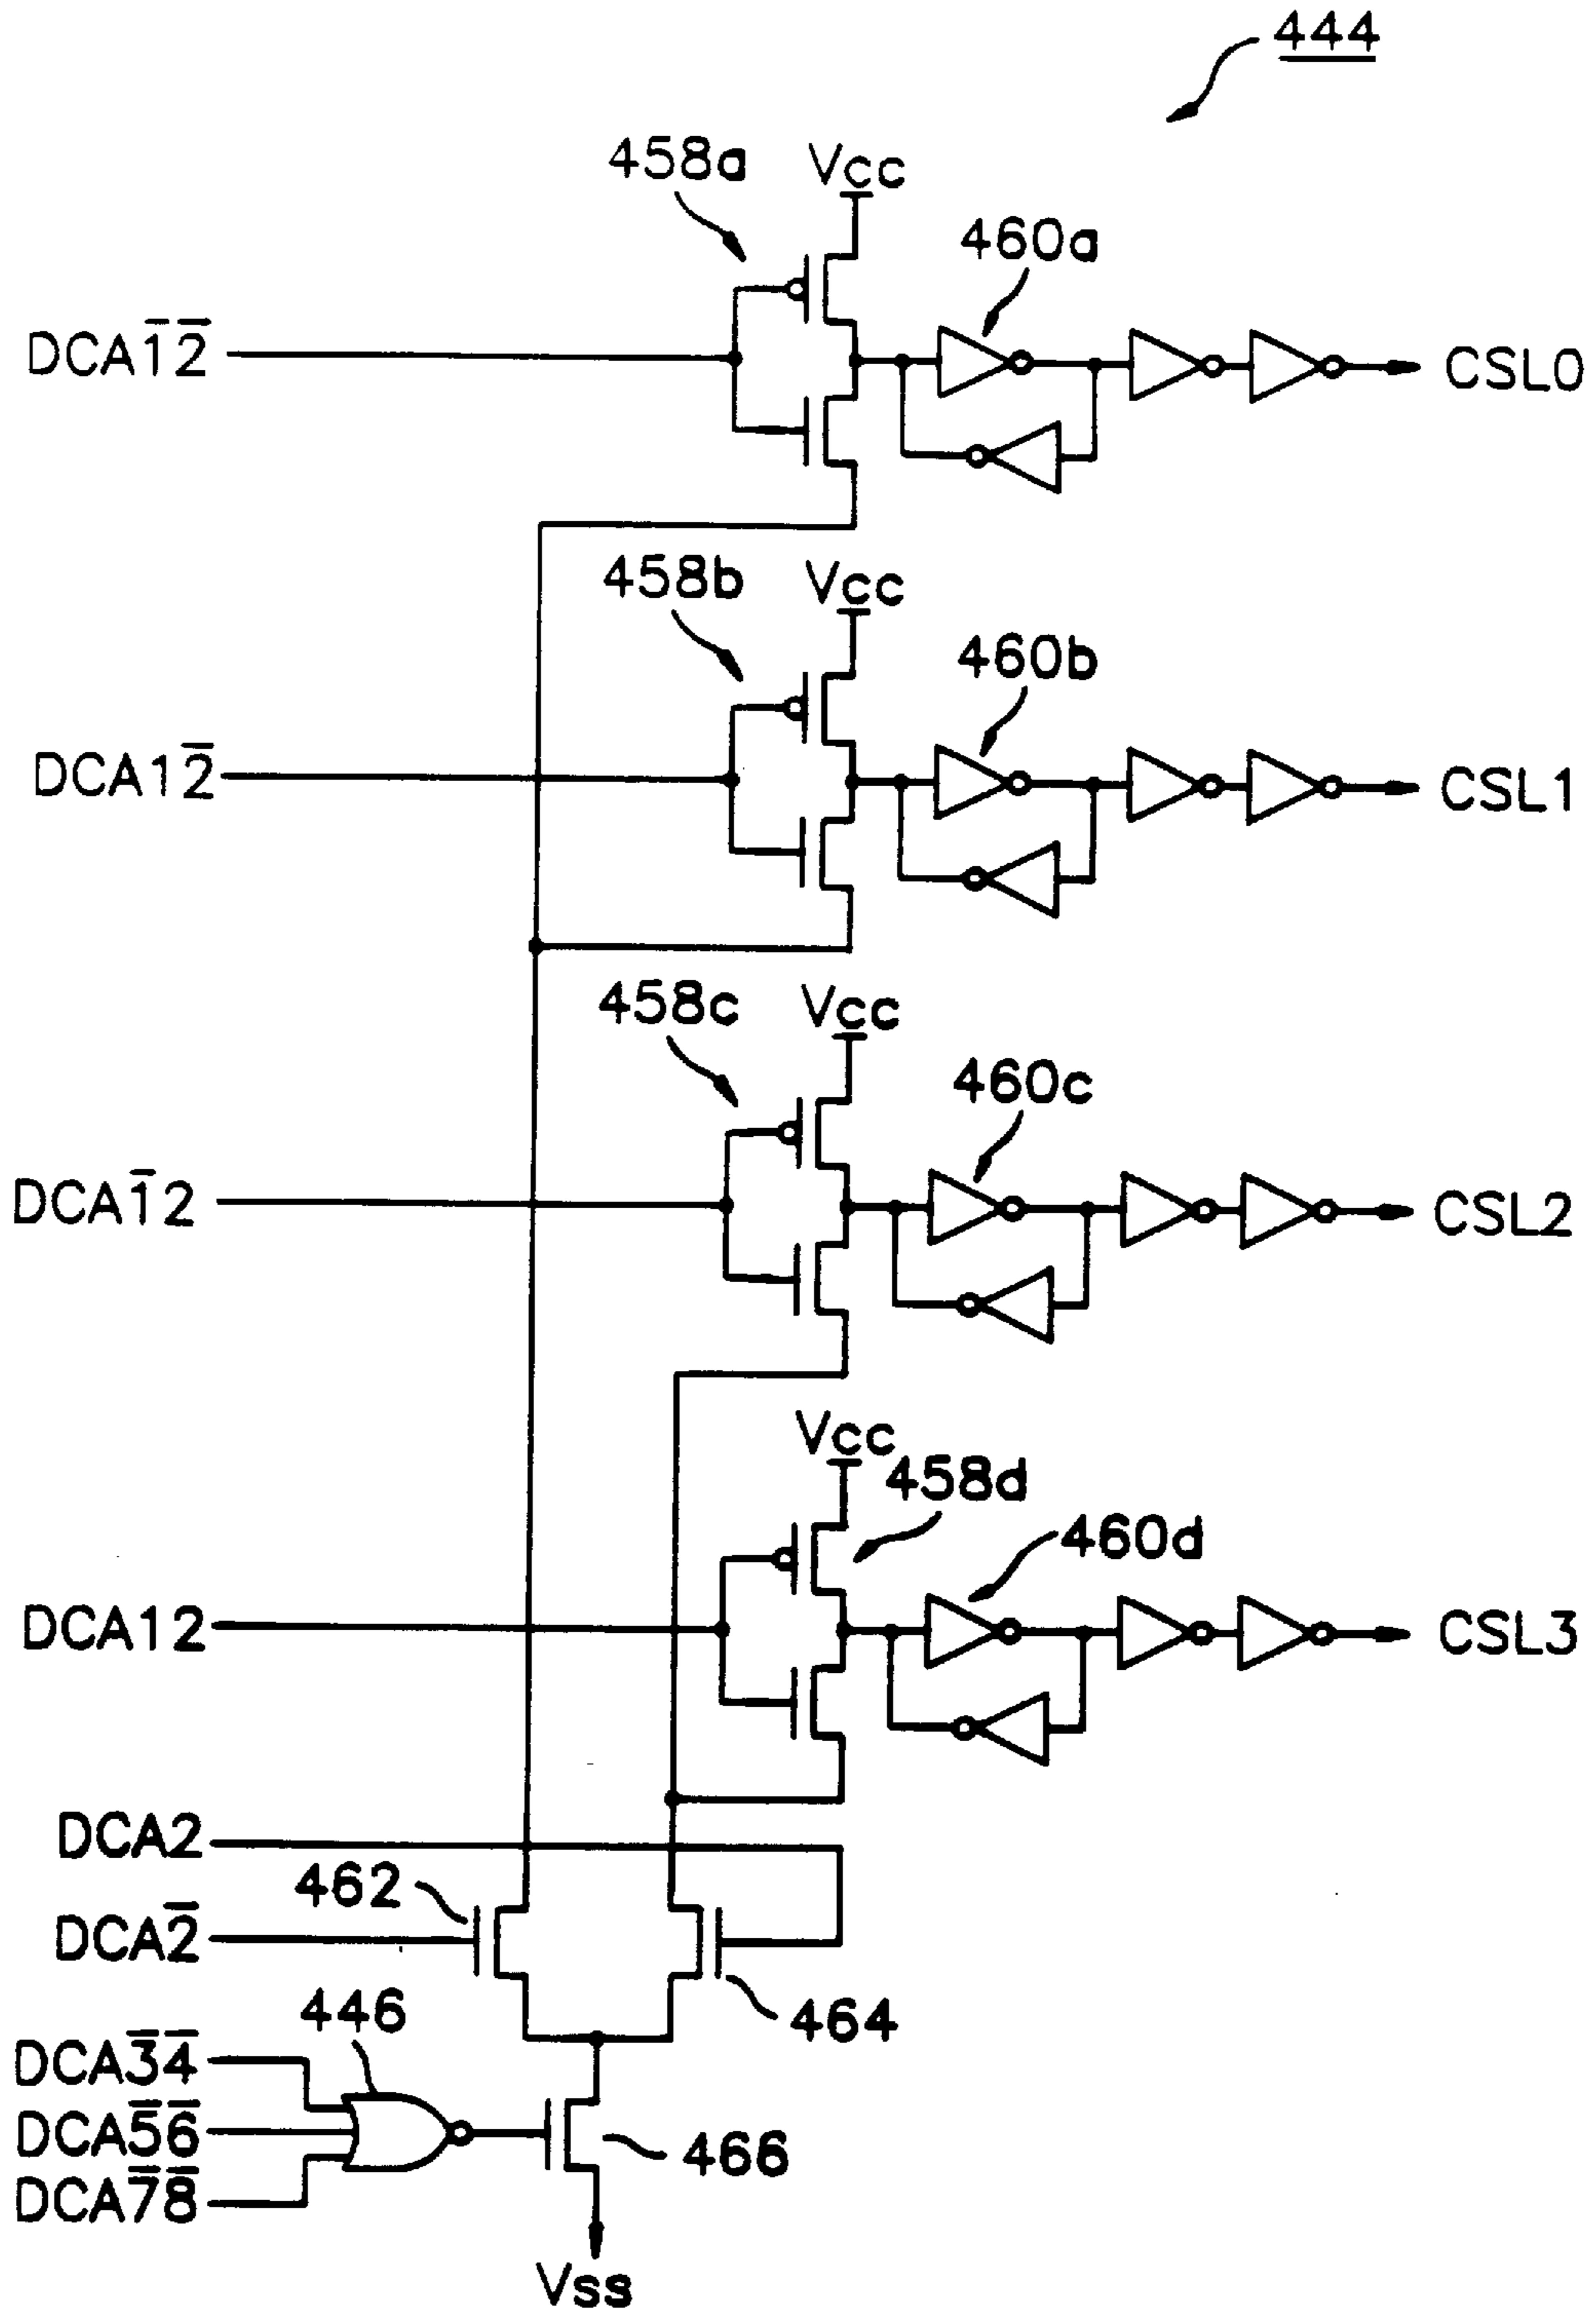 444
458a
Vcc
460a
DCA1̅2̅
CSL0
458b
Vcc
460b
DCA12̅
CSL1
458c
Vcc
460c
DCA1̅2
CSL2
Vcc
458d
460d
DCA12
CSL3
DCA2
462
DCA2̅
446
464
DCA3̅4̅
DCA5̅6̅
466
DCA7̅8̅
Vss